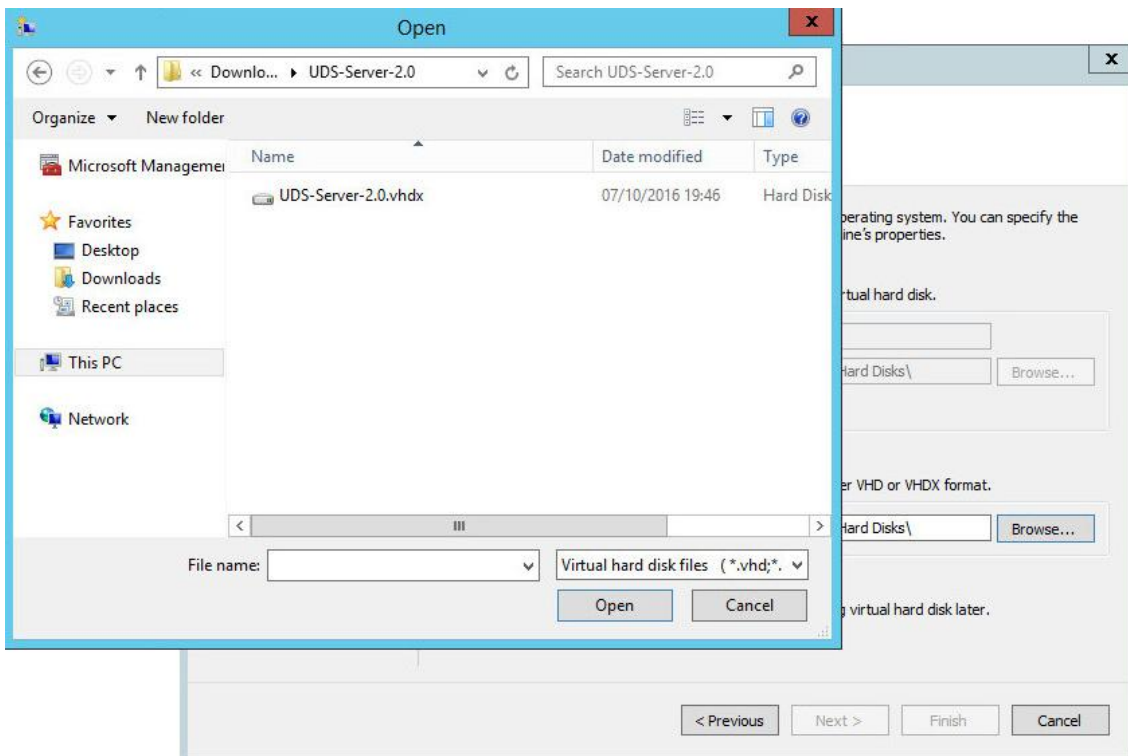 Open
x
« Downlo... ▸ UDS-Server-2.0
Search UDS-Server-2.0
x
Organize
New folder
Microsoft Managemen
Name
Date modified
Type
UDS-Server-2.0.vhdx
07/10/2016 19:46
Hard Disk
Favorites
Desktop
Downloads
Recent places
This PC
Network
perating system. You can specify the
ine's properties.
rtual hard disk.
Hard Disks\
Browse...
er VHD or VHDX format.
Hard Disks\
Browse...
File name:
Virtual hard disk files (*.vhd;*.
Open
Cancel
g virtual hard disk later.
< Previous
Next >
Finish
Cancel